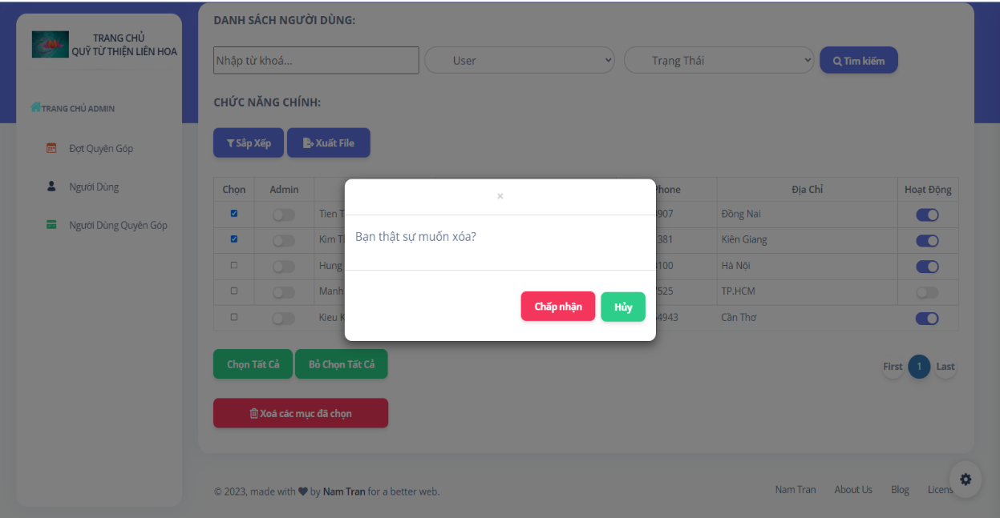 TRANG CHỦ
QUỸ TỪ THIỆN LIÊN HOA
TRANG CHỦ ADMIN
Đợt Quyên Góp
Người Dùng
Người Dùng Quyên Góp
DANH SÁCH NGƯỜI DÙNG:
Nhập từ khoá...
User
Trạng Thái
Tìm kiếm
CHỨC NĂNG CHÍNH:
Sắp Xếp
Xuất File
Chọn Admin Phone Địa Chỉ Hoạt Động
Tien 907 Đồng Nai
Kim 381 Kiên Giang
Hung 100 Hà Nội
Manh 525 TP.HCM
Kieu 4943 Cần Thơ
×
Bạn thật sự muốn xóa?
Chấp nhận
Hủy
Chọn Tất Cả
Bỏ Chọn Tất Cả
First 1 Last
Xoá các mục đã chọn
© 2023, made with by Nam Tran for a better web.
Nam Tran About Us Blog Licens